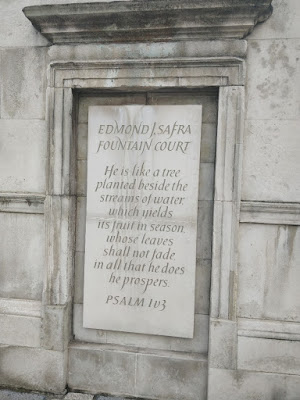 EDMOND J. SAFRA
FOUNTAIN COURT
He is like a tree
planted beside the
streams of water
which yields
its fruit in season,
whose leaves
shall not fade
in all that he does
he prospers.
PSALM 1v3